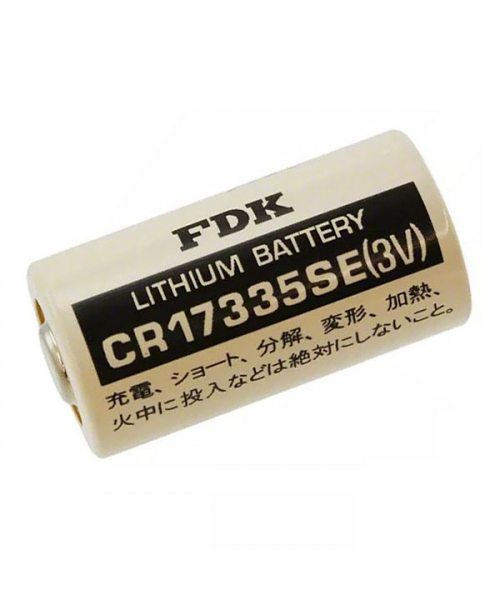 FDK
LITHIUM BATTERY
CR17335SE(3V)
充電、ショート、分解、変形、加熱、
火中に投入などは絶対にしないこと。